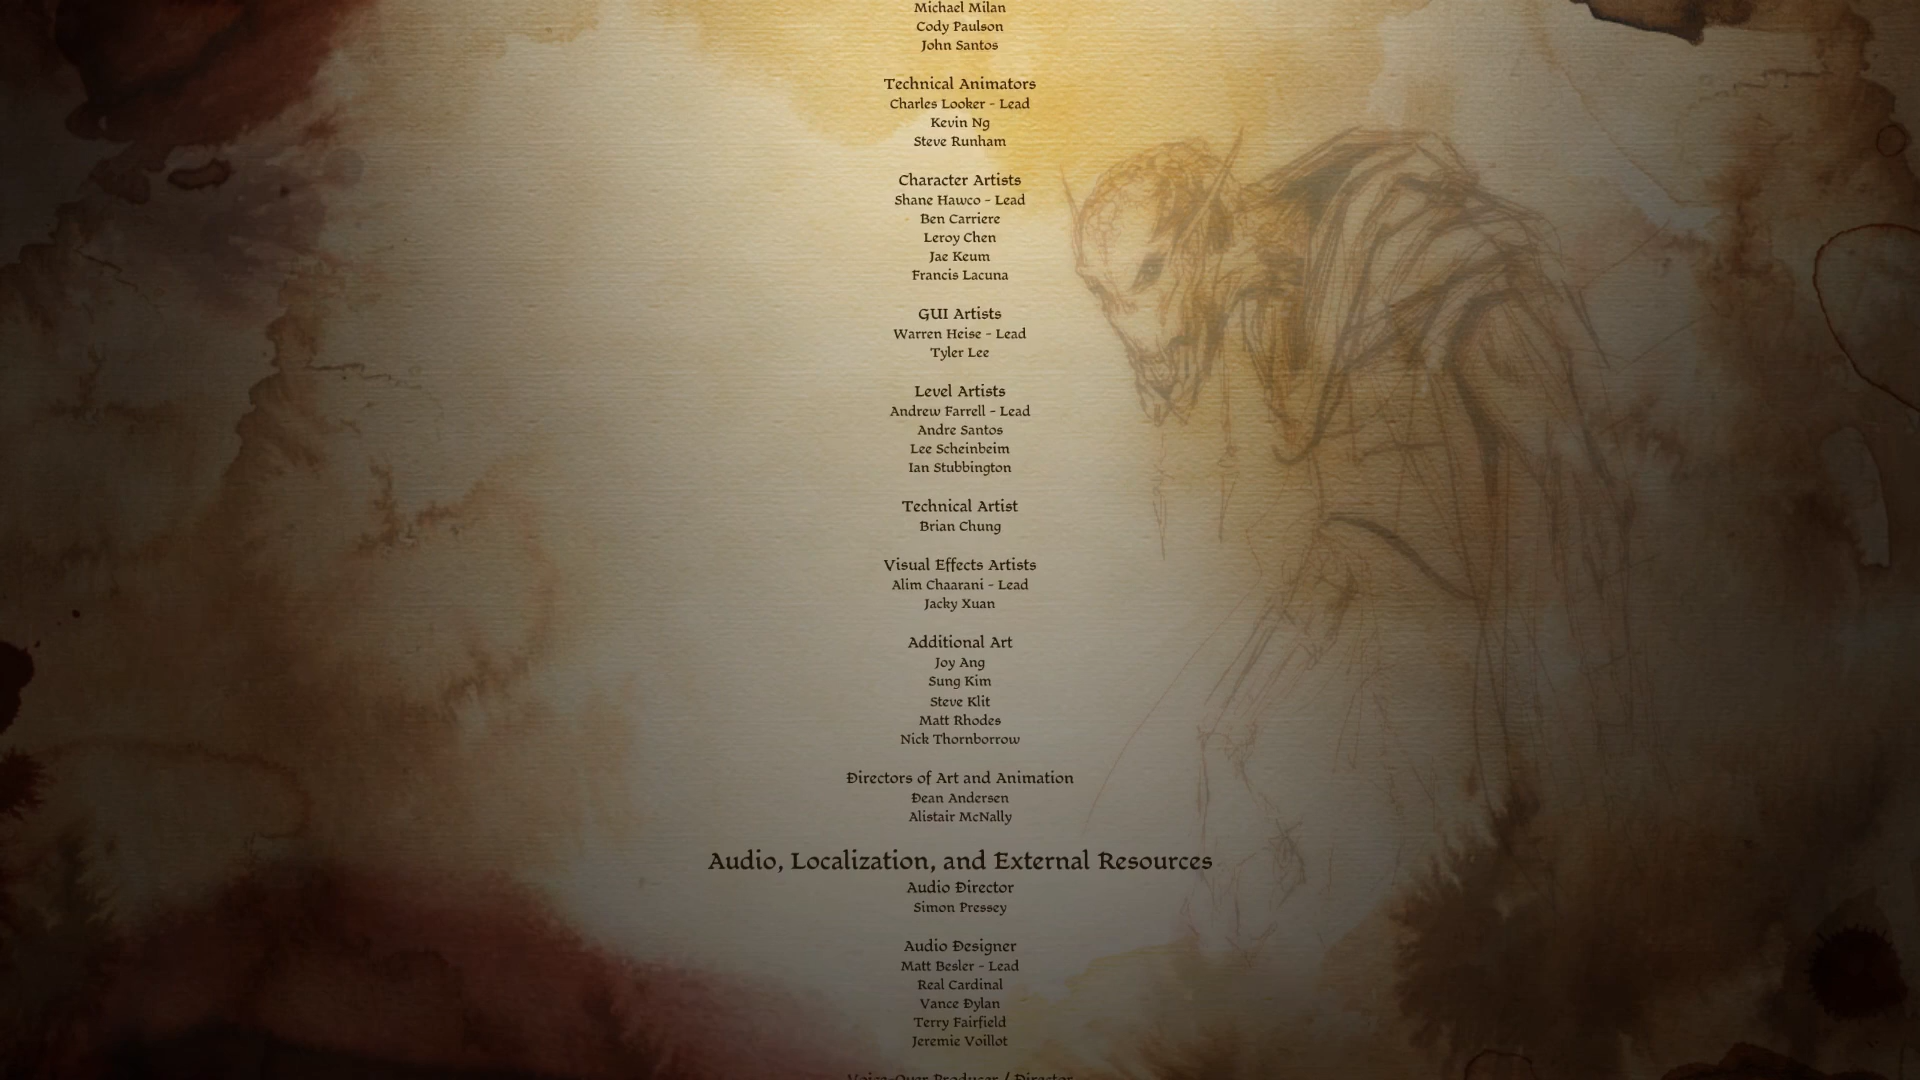 Michael Milan
Cody Paulson
John Santos
Technical Animators
Charles Looker - Lead
Kevin Ng
Steve Runham
Character Artists
Shane Hawco - Lead
Ben Carriere
Leroy Chen
Jae Keum
Francis Lacuna
GUI Artists
Warren Heise - Lead
Tyler Lee
Level Artists
Andrew Farrell - Lead
Andre Santos
Lee Scheinbeim
Ian Stubbington
Technical Artist
Brian Chung
Visual Effects Artists
Alim Chaarani - Lead
Jacky Xuan
Additional Art
Joy Ang
Sung Kim
Steve Klit
Matt Rhodes
Nick Thornborrow
Directors of Art and Animation
Dean Andersen
Alistair McNally
Audio, Localization, and External Resources
Audio Director
Simon Pressey
Audio Designer
Matt Besler - Lead
Real Cardinal
Vance Dylan
Terry Fairfield
Jeremie Voillot
Voice-Over Producer / Director